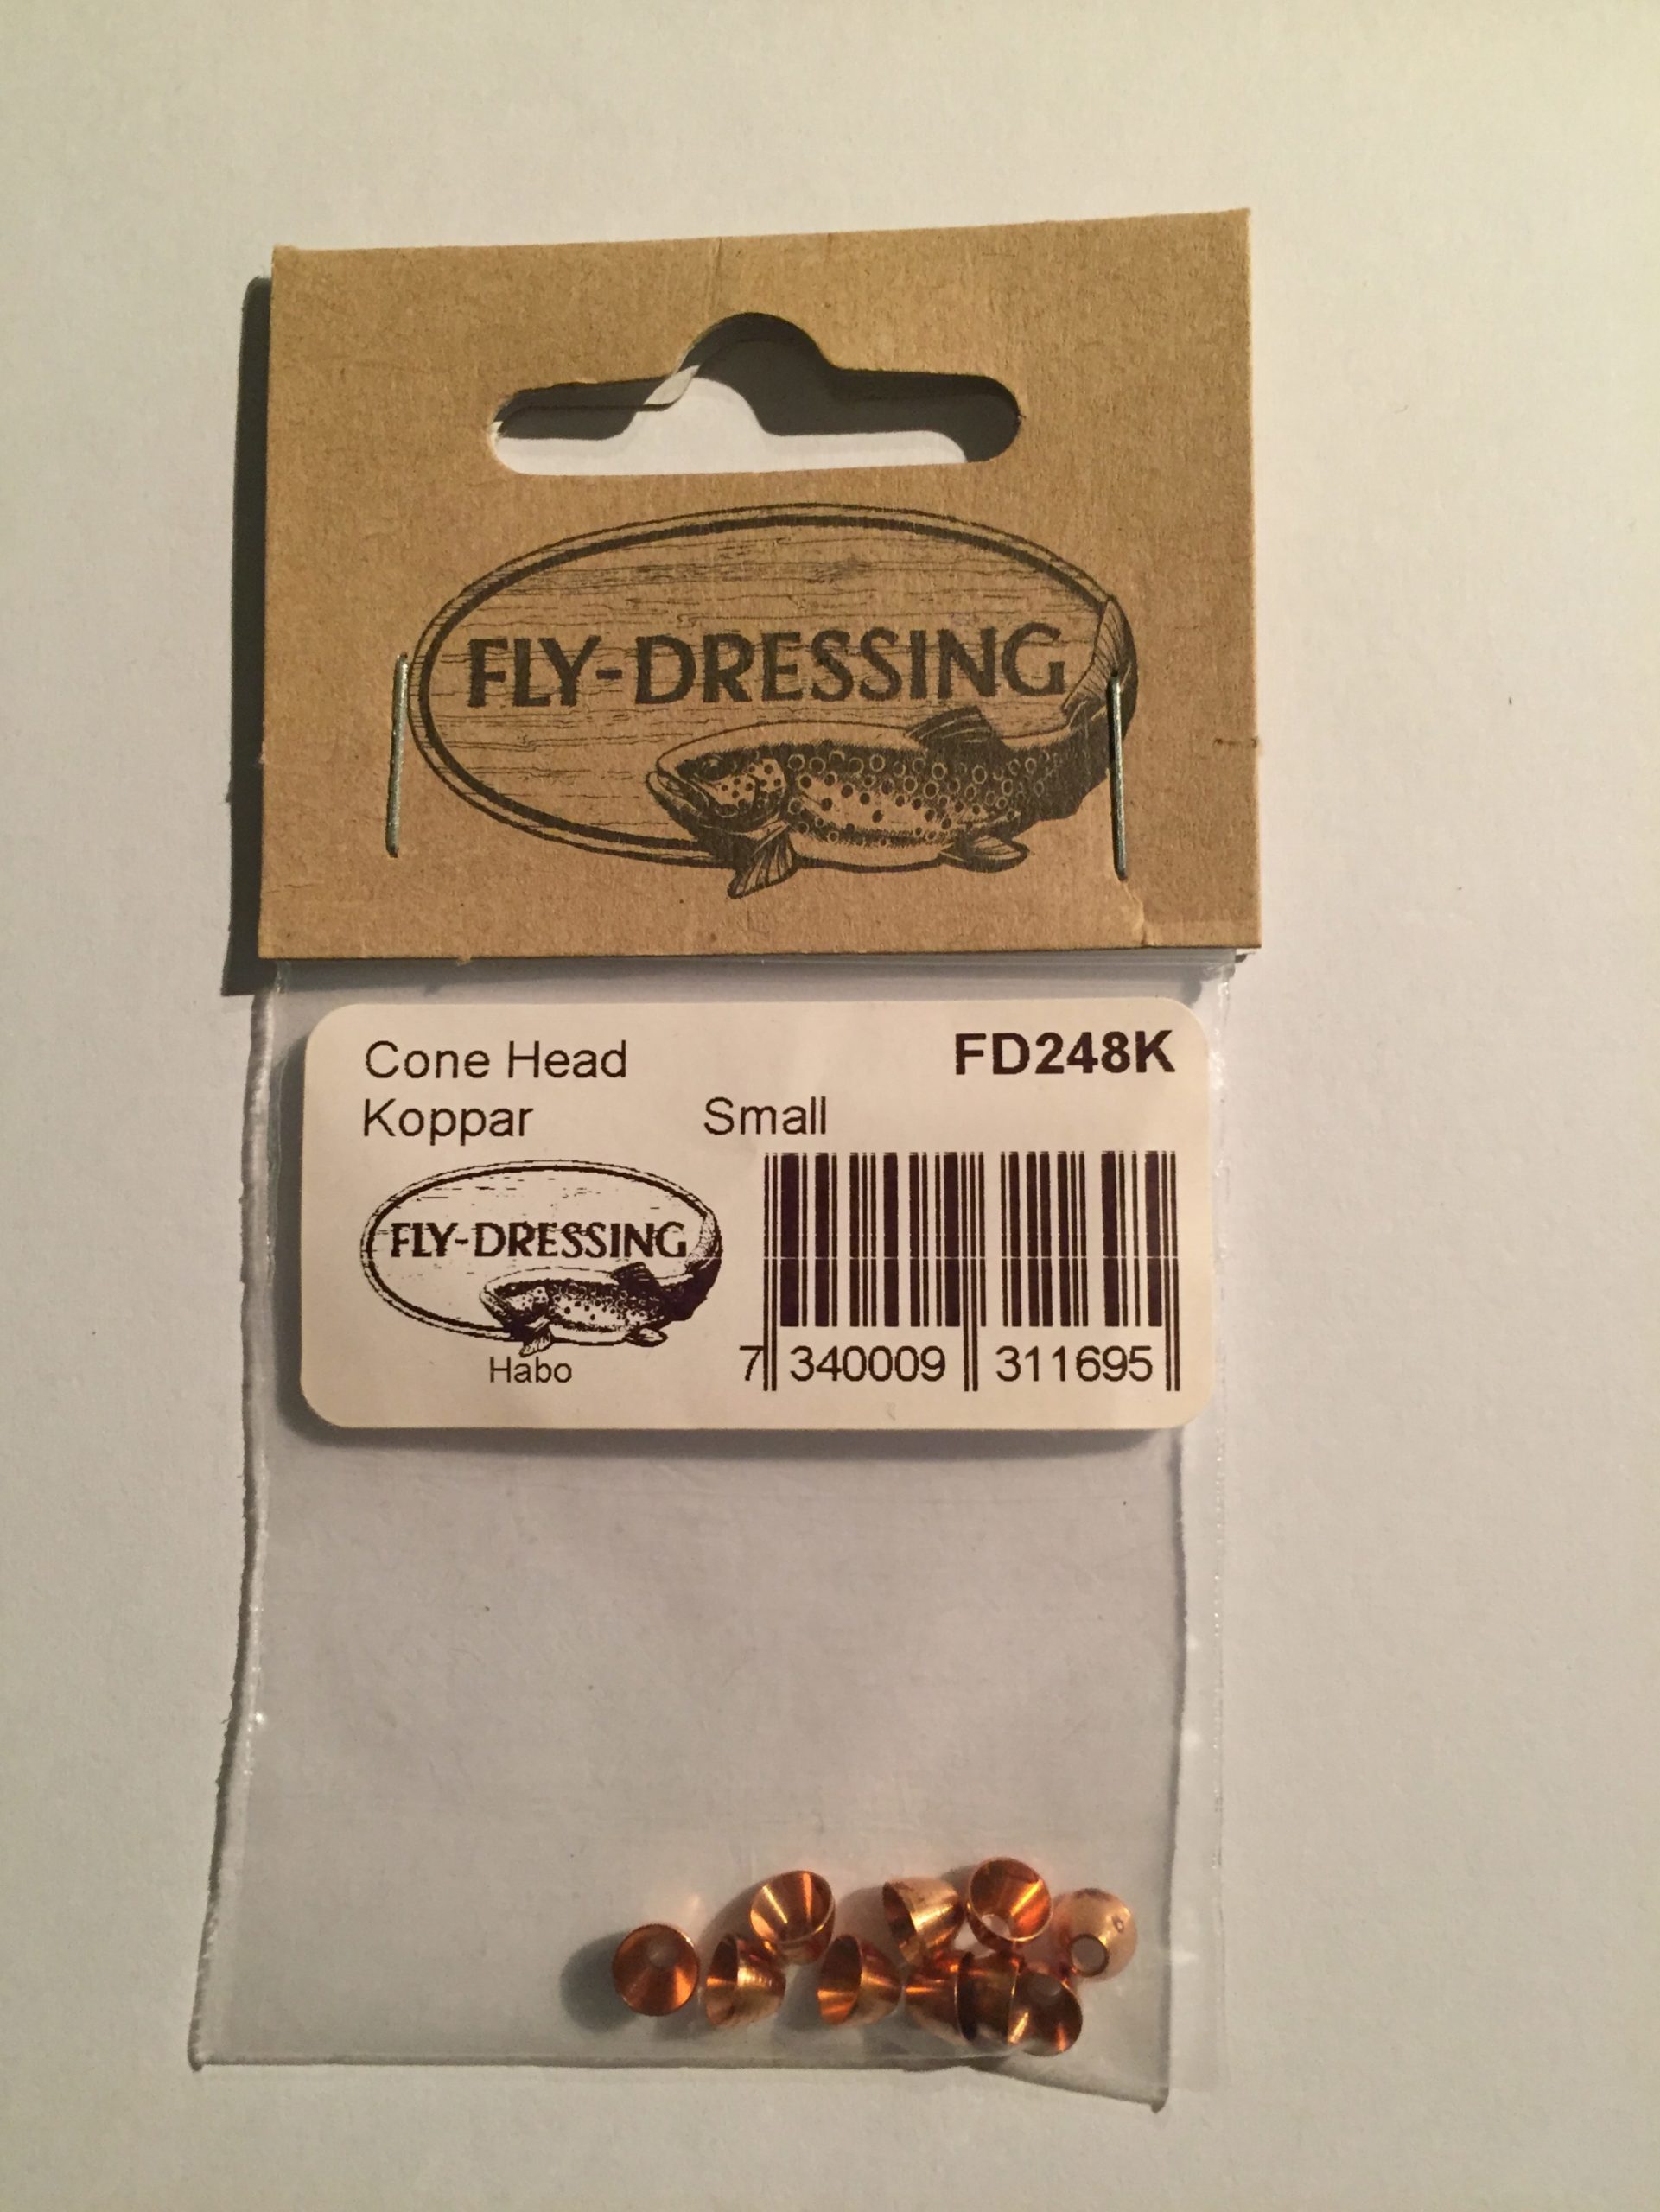 FLY-DRESSING
Cone Head FD248K
Koppar Small
FLY-DRESSING
Habo
7 340009 311695